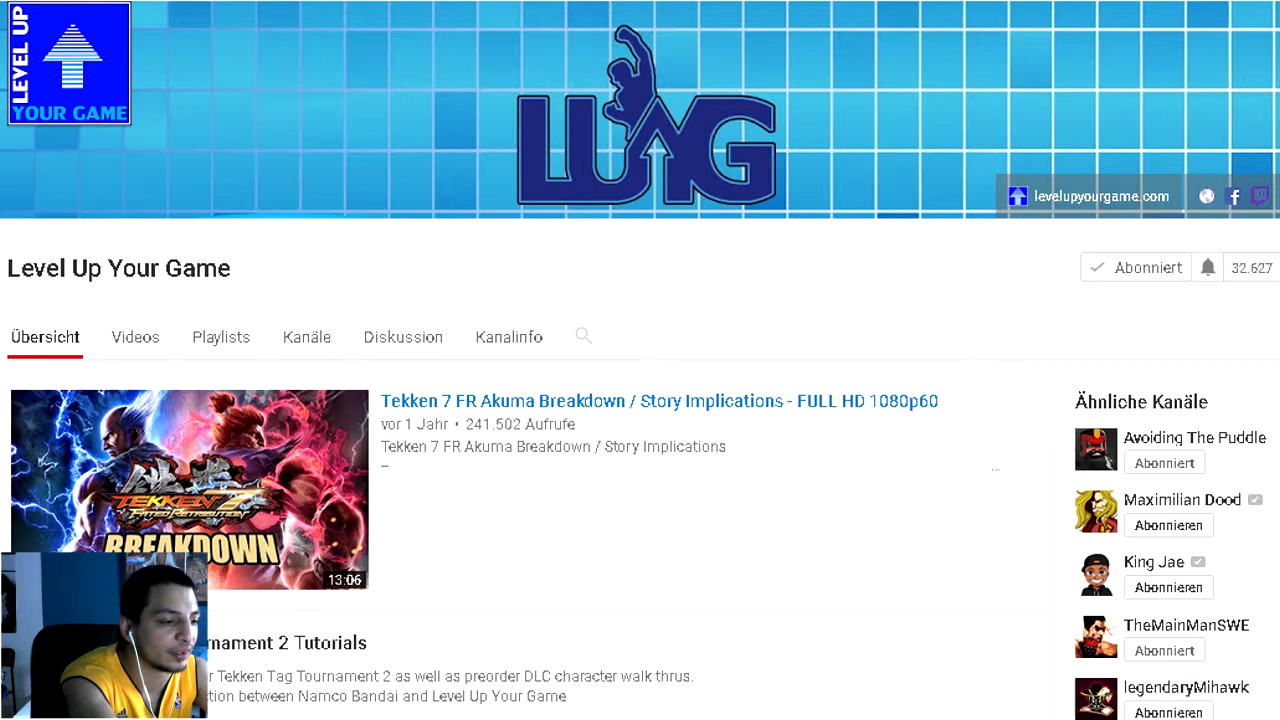 LEVEL UP
YOUR GAME
LUYG
levelupyourgame.com
Level Up Your Game
Abonniert
32.627
Übersicht
Videos
Playlists
Kanäle
Diskussion
Kanalinfo
TEKKEN 7
FATED RETRIBUTION
BREAKDOWN
13:06
Tekken 7 FR Akuma Breakdown / Story Implications - FULL HD 1080p60
vor 1 Jahr • 241.502 Aufrufe
Tekken 7 FR Akuma Breakdown / Story Implications
–
...
rnament 2 Tutorials
r Tekken Tag Tournament 2 as well as preorder DLC character walk thrus.
tion between Namco Bandai and Level Up Your Game
Ähnliche Kanäle
Avoiding The Puddle
Abonniert
Maximilian Dood
Abonnieren
King Jae
Abonnieren
TheMainManSWE
Abonniert
legendaryMihawk
Abonnieren